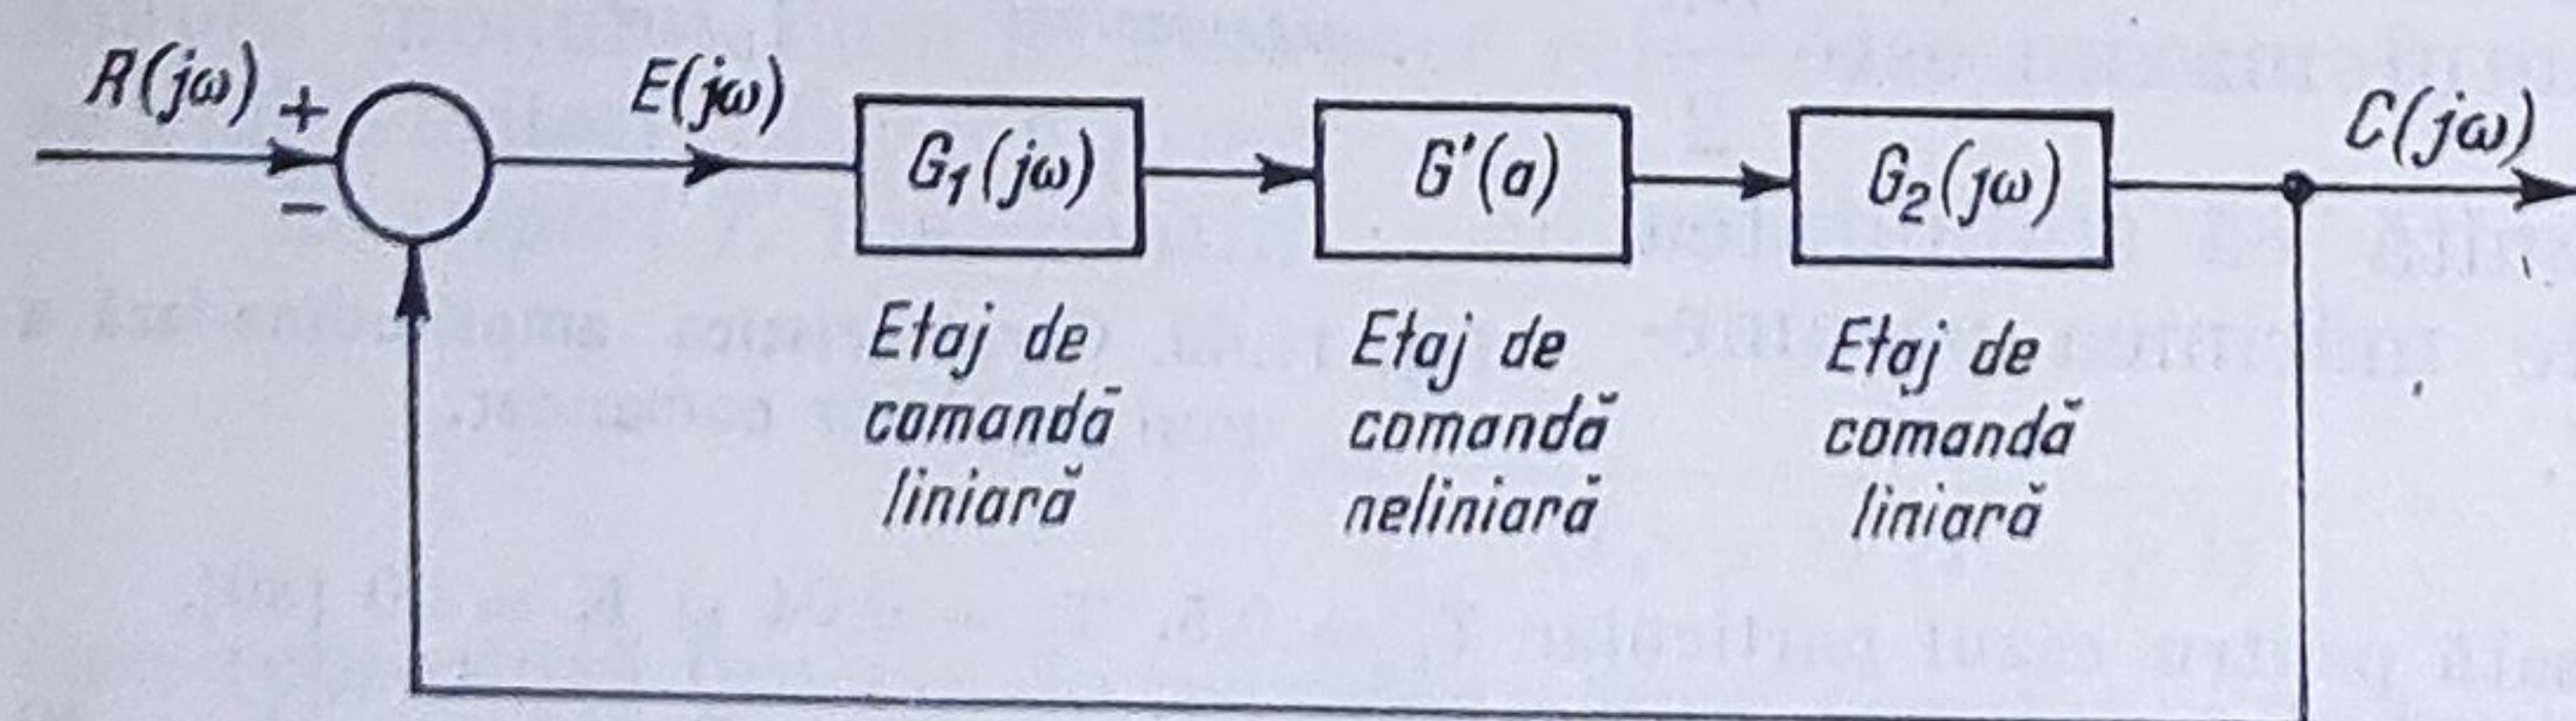 R(jω)
+
−
E(jω)
G₁(jω)
G'(a)
G₂(jω)
C(jω)
Etaj de
comandă
liniară
Etaj de
comandă
neliniară
Etaj de
comandă
liniară